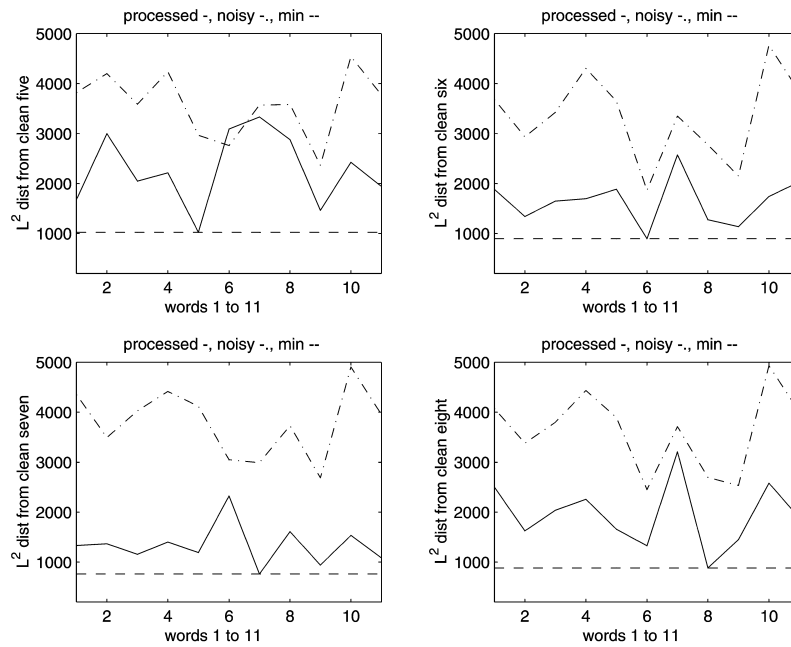 processed -, noisy -., min --
5000
4000
3000
2000
1000
L² dist from clean five
2 4 6 8 10
words 1 to 11
processed -, noisy -., min --
5000
4000
3000
2000
1000
L² dist from clean six
2 4 6 8 10
words 1 to 11
processed -, noisy -., min --
5000
4000
3000
2000
1000
L² dist from clean seven
2 4 6 8 10
words 1 to 11
processed -, noisy -., min --
5000
4000
3000
2000
1000
L² dist from clean eight
2 4 6 8 10
words 1 to 11